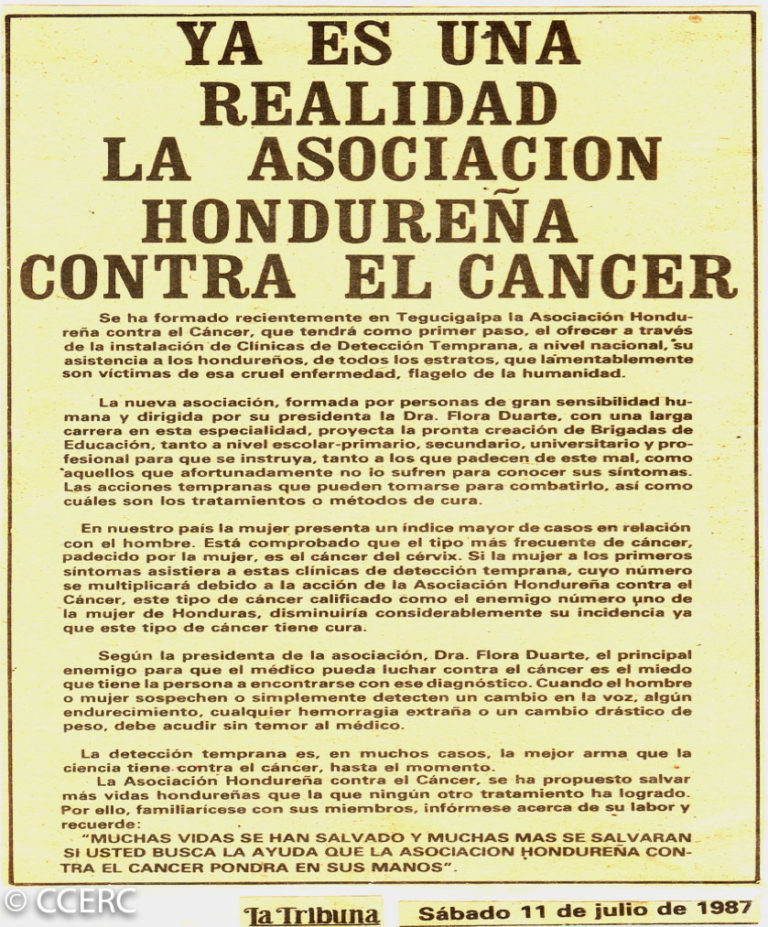 YA ES UNA
REALIDAD
LA ASOCIACION
HONDUREÑA
CONTRA EL CANCER
Se ha formado recientemente en Tegucigalpa la Asociación Hondu-
reña contra el Cáncer, que tendrá como primer paso, el ofrecer a través
de la instalación de Clínicas de Detección Temprana, a nivel nacional, su
asistencia a los hondureños, de todos los estratos, que lamentablemente
son víctimas de esa cruel enfermedad, flagelo de la humanidad.
La nueva asociación, formada por personas de gran sensibilidad hu-
mana y dirigida por su presidenta la Dra. Flora Duarte, con una larga
carrera en esta especialidad, proyecta la pronta creación de Brigadas de
Educación, tanto a nivel escolar-primario, secundario, universitario y pro-
fesional para que se instruya, tanto a los que padecen de este mal, como
aquellos que afortunadamente no lo sufren para conocer sus síntomas.
Las acciones tempranas que pueden tomarse para combatirlo, así como
cuáles son los tratamientos o métodos de cura.
En nuestro país la mujer presenta un índice mayor de casos en relación
con el hombre. Está comprobado que el tipo más frecuente de cáncer,
padecido por la mujer, es el cáncer del cérvix. Si la mujer a los primeros
síntomas asistiera a estas clínicas de detección temprana, cuyo número
se multiplicará debido a la acción de la Asociación Hondureña contra el
Cáncer, este tipo de cáncer calificado como el enemigo número uno de
la mujer de Honduras, disminuiría considerablemente su incidencia ya
que este tipo de cáncer tiene cura.
Según la presidenta de la asociación, Dra. Flora Duarte, el principal
enemigo para que el médico pueda luchar contra el cáncer es el miedo
que tiene la persona a encontrarse con ese diagnóstico. Cuando el hombre
o mujer sospechen o simplemente detecten un cambio en la voz, algún
endurecimiento, cualquier hemorragia extraña o un cambio drástico de
peso, debe acudir sin temor al médico.
La detección temprana es, en muchos casos, la mejor arma que la
ciencia tiene contra el cáncer, hasta el momento.
La Asociación Hondureña contra el Cáncer, se ha propuesto salvar
más vidas hondureñas que la que ningún otro tratamiento ha logrado.
Por ello, familiarícese con sus miembros, infórmese acerca de su labor y
recuerde:
"MUCHAS VIDAS SE HAN SALVADO Y MUCHAS MAS SE SALVARAN
SI USTED BUSCA LA AYUDA QUE LA ASOCIACION HONDUREÑA CON-
TRA EL CANCER PONDRA EN SUS MANOS".
© CCERC
La Tribuna
Sábado 11 de julio de 1987